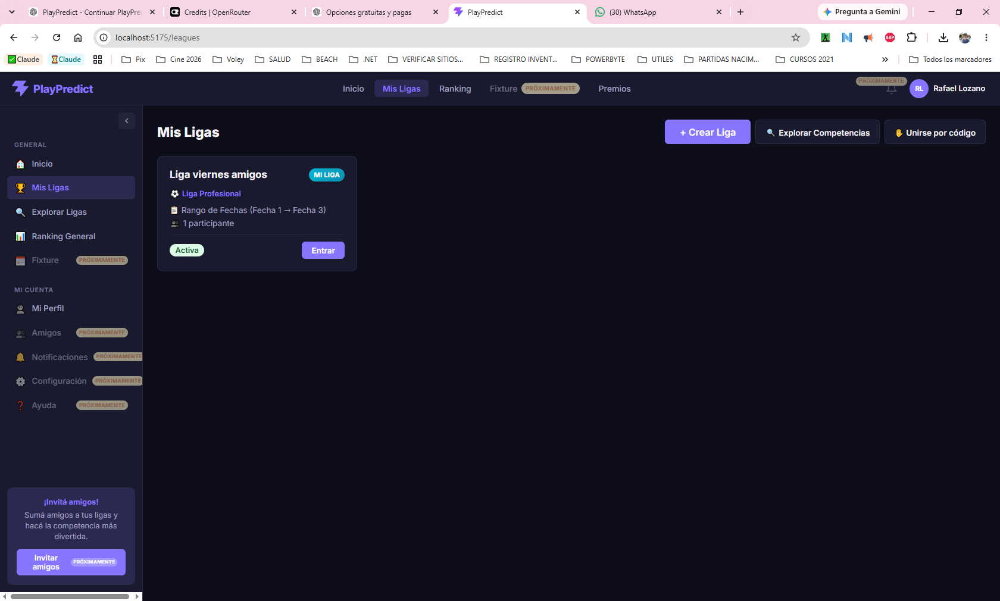 PlayPredict - Continuar PlayPre
Credits | OpenRouter
Opciones gratuitas y pagas
PlayPredict
(30) WhatsApp
Pregunta a Gemini
localhost:5175/leagues
ABP
Claude
Claude
Pix
Cine 2026
Voley
SALUD
BEACH
.NET
VERIFICAR SITIOS...
REGISTRO INVENT...
POWERBYTE
UTILES
PARTIDAS NACIM...
CURSOS 2021
Todos los marcadores
PlayPredict
Inicio
Mis Ligas
Ranking
Fixture PRÓXIMAMENTE
Premios
PRÓXIMAMENTE
RL Rafael Lozano
GENERAL
Inicio
Mis Ligas
Explorar Ligas
Ranking General
Fixture PRÓXIMAMENTE
MI CUENTA
Mi Perfil
Amigos PRÓXIMAMENTE
Notificaciones PRÓXIMAMENTE
Configuración PRÓXIMAMENTE
Ayuda PRÓXIMAMENTE
¡Invitá amigos!
Sumá amigos a tus ligas y
hacé la competencia más
divertida.
Invitar
amigos
PRÓXIMAMENTE
Mis Ligas
+ Crear Liga
Explorar Competencias
Unirse por código
Liga viernes amigos MI LIGA
Liga Profesional
Rango de Fechas (Fecha 1 → Fecha 3)
1 participante
Activa
Entrar